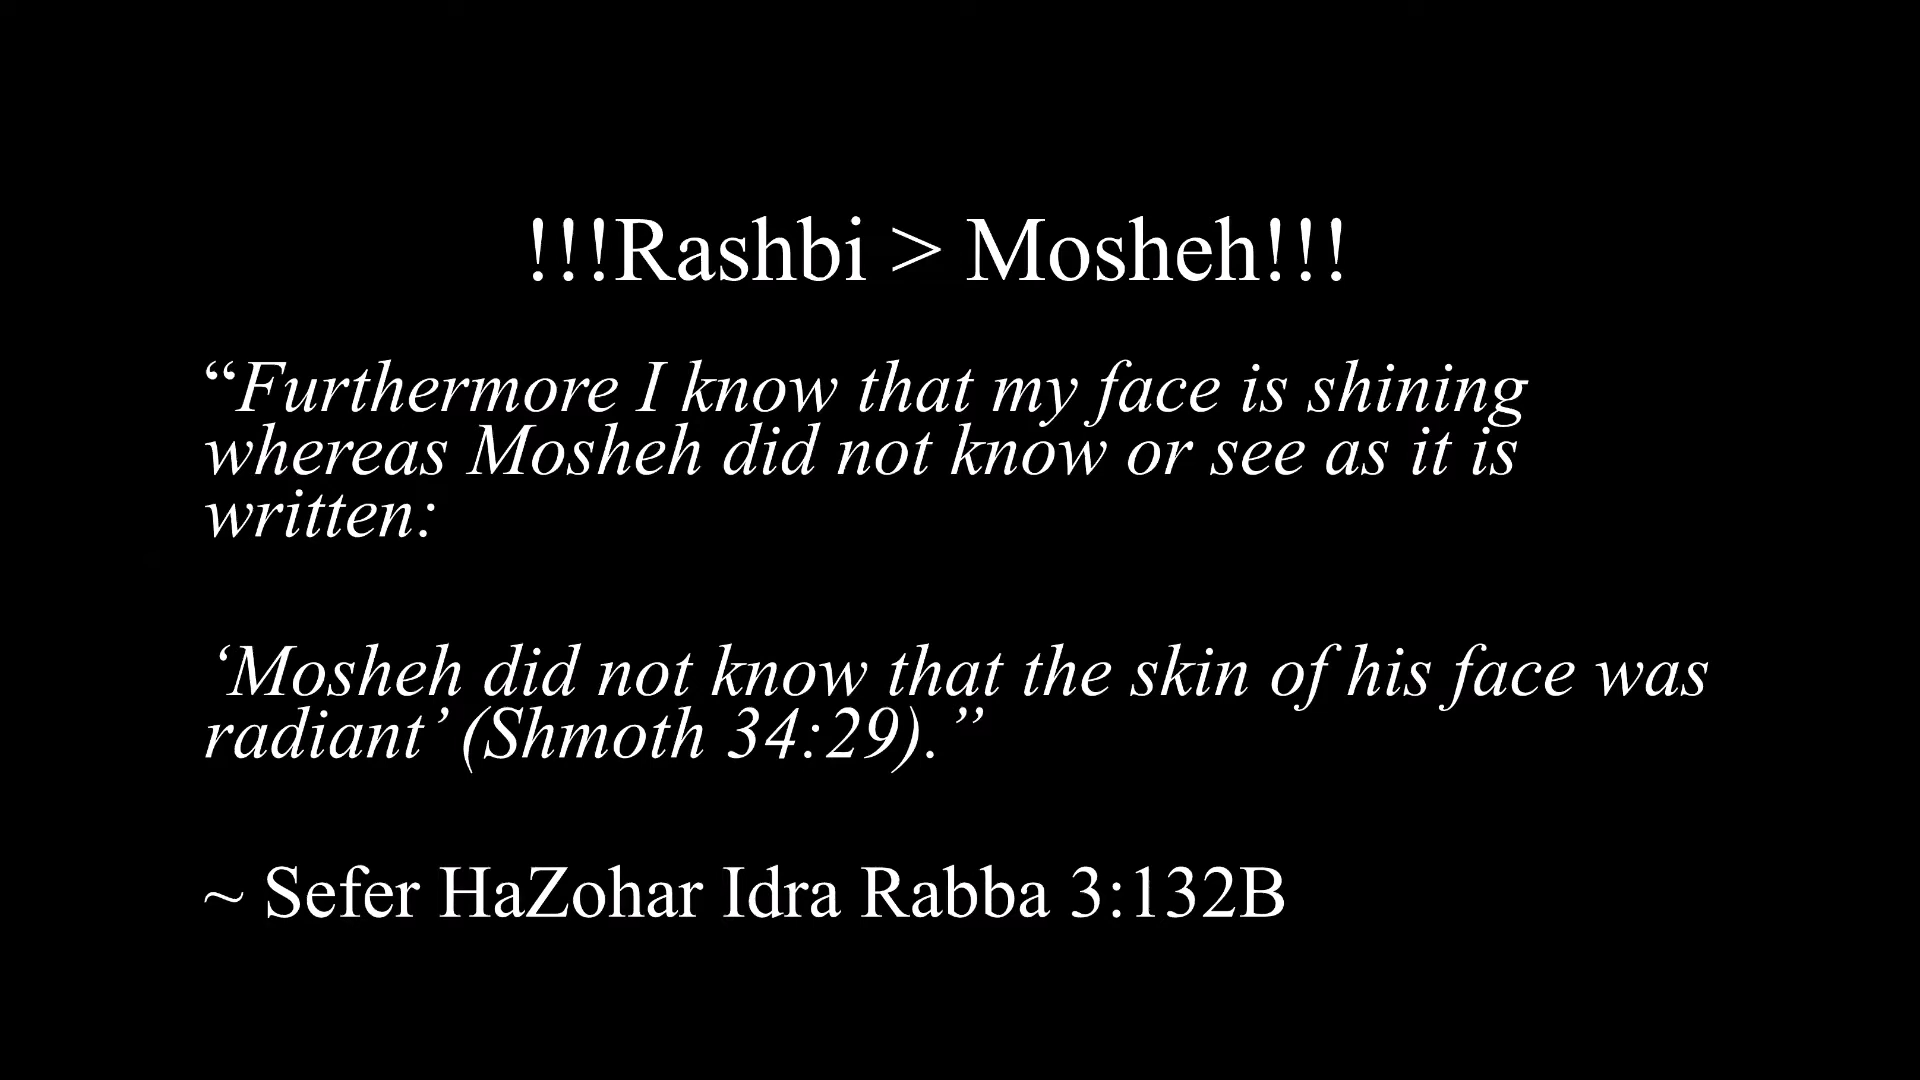 !!!Rashbi > Mosheh!!!
“Furthermore I know that my face is shining
whereas Mosheh did not know or see as it is
written:
‘Mosheh did not know that the skin of his face was
radiant’ (Shmoth 34:29).”
~ Sefer HaZohar Idra Rabba 3:132B